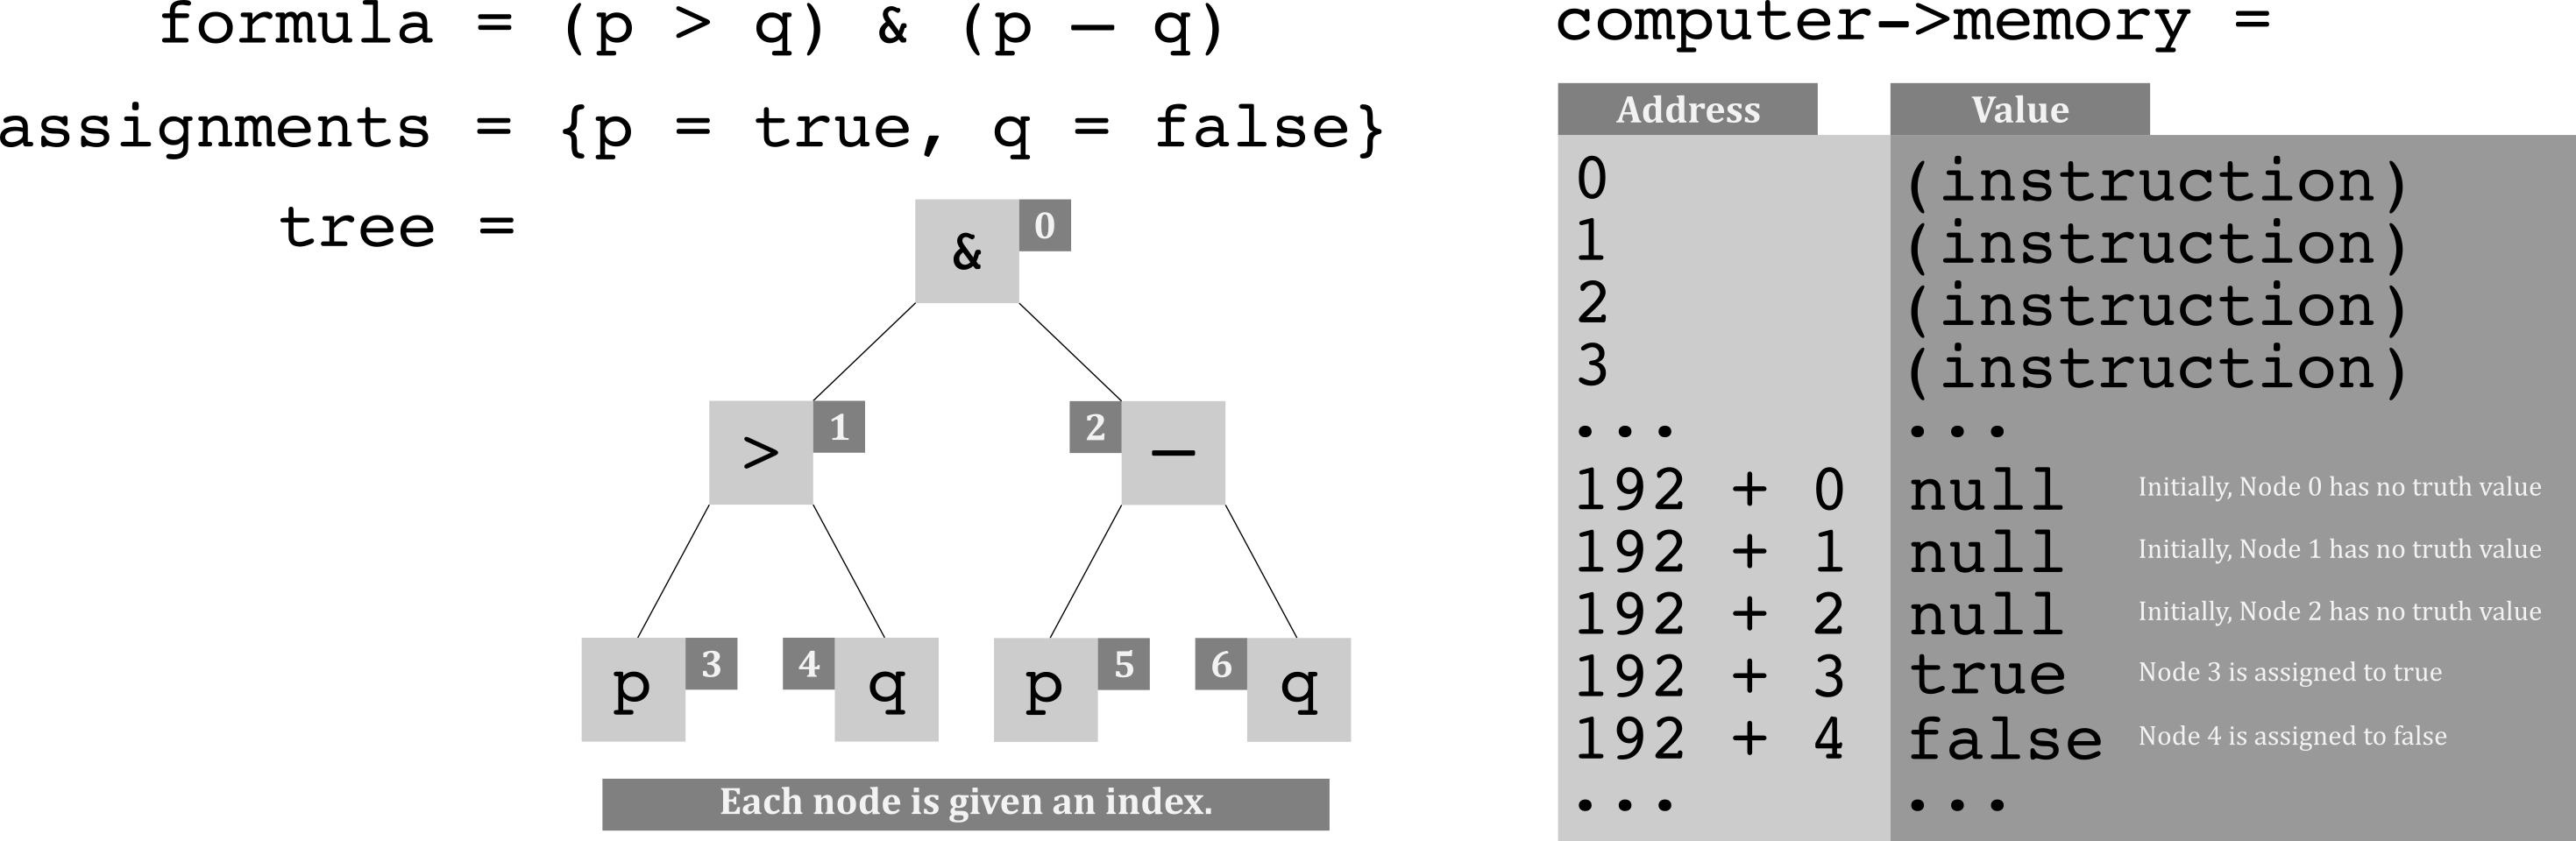 formula = (p > q) & (p – q)
assignments = {p = true, q = false}
tree =
& 0
> 1
2 –
p 3
4 q
p 5
6 q
Each node is given an index.
computer->memory =
Address Value
0 (instruction)
1 (instruction)
2 (instruction)
3 (instruction)
... ...
192 + 0 null Initially, Node 0 has no truth value
192 + 1 null Initially, Node 1 has no truth value
192 + 2 null Initially, Node 2 has no truth value
192 + 3 true Node 3 is assigned to true
192 + 4 false Node 4 is assigned to false
... ...